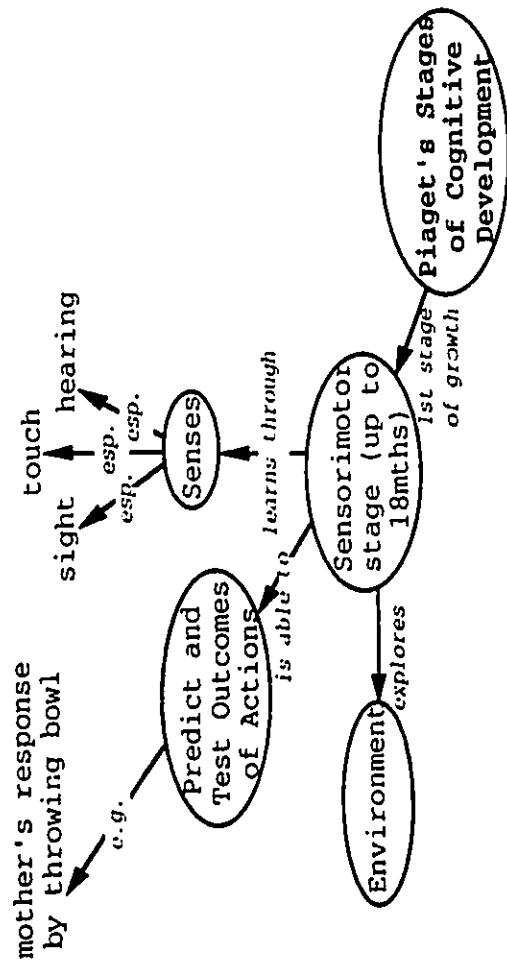 Piaget's Stages
of Cognitive
Development
1st stage
of growth
Sensorimotor
stage (up to
18mths)
learns through
Senses
esp.
esp.
esp.
sight
touch
hearing
is able to
Predict and
Test Outcomes
of Actions
e.g.
mother's response
by throwing bowl
explores
Environment